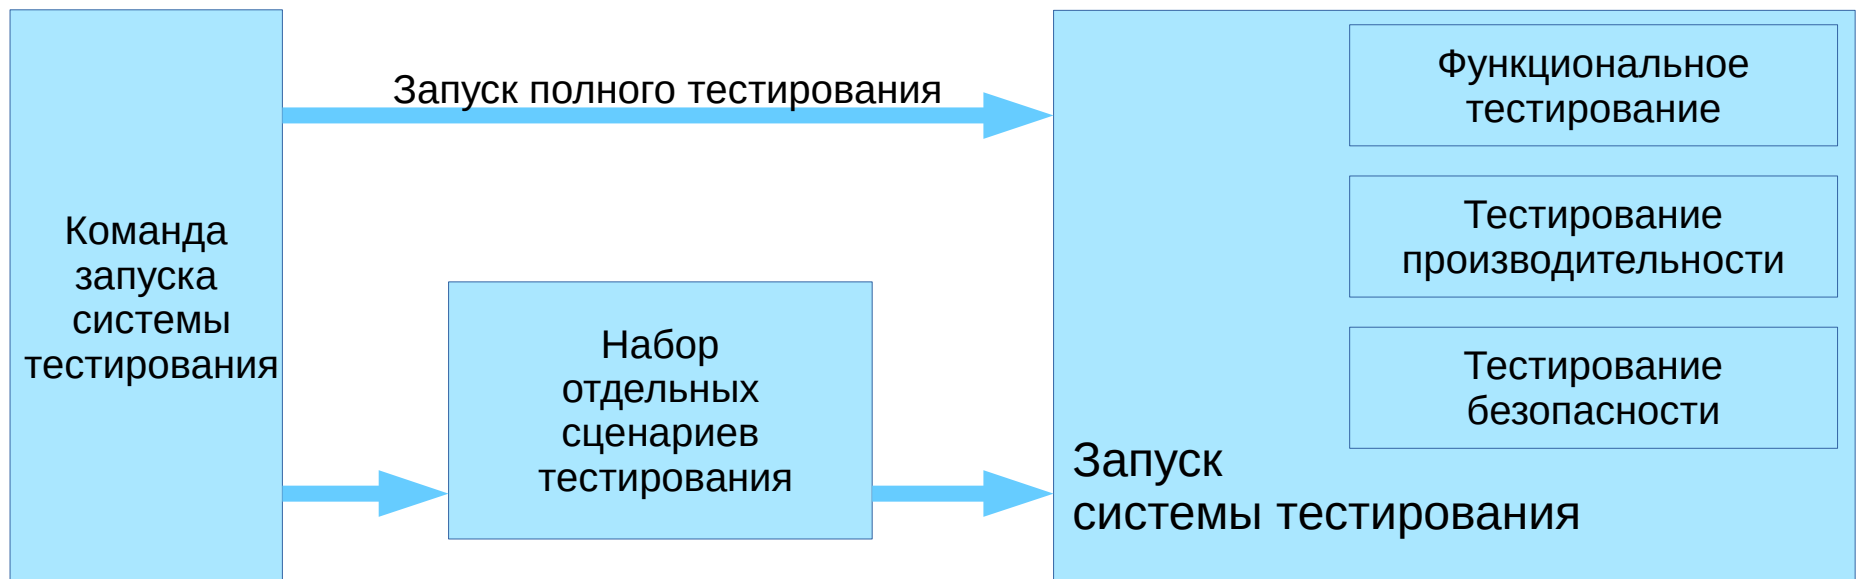 Команда
запуска
системы
тестирования
Запуск полного тестирования
Набор
отдельных
сценариев
тестирования
Функциональное
тестирование
Тестирование
производительности
Тестирование
безопасности
Запуск
системы тестирования